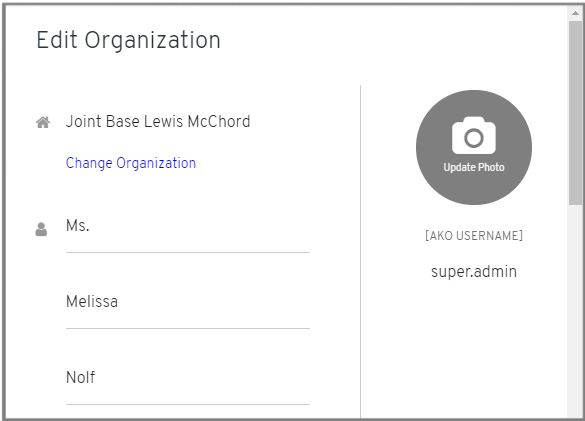 Edit Organization
Joint Base Lewis McChord
Change Organization
Ms.
Melissa
Nolf
Update Photo
[AKO USERNAME]
super.admin